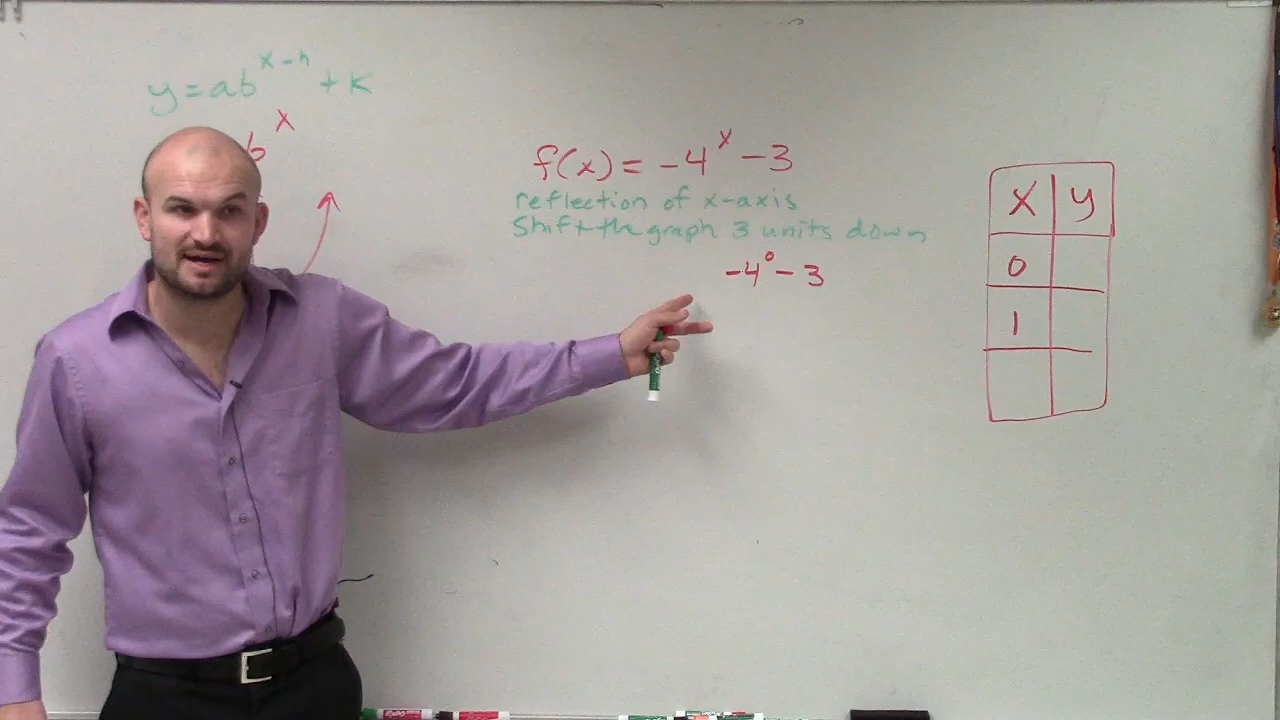 y = ab^(x-h) + k
b^x
f(x) = -4^x - 3
reflection of x-axis
Shift the graph 3 units down
-4^0 - 3
x y
0
1